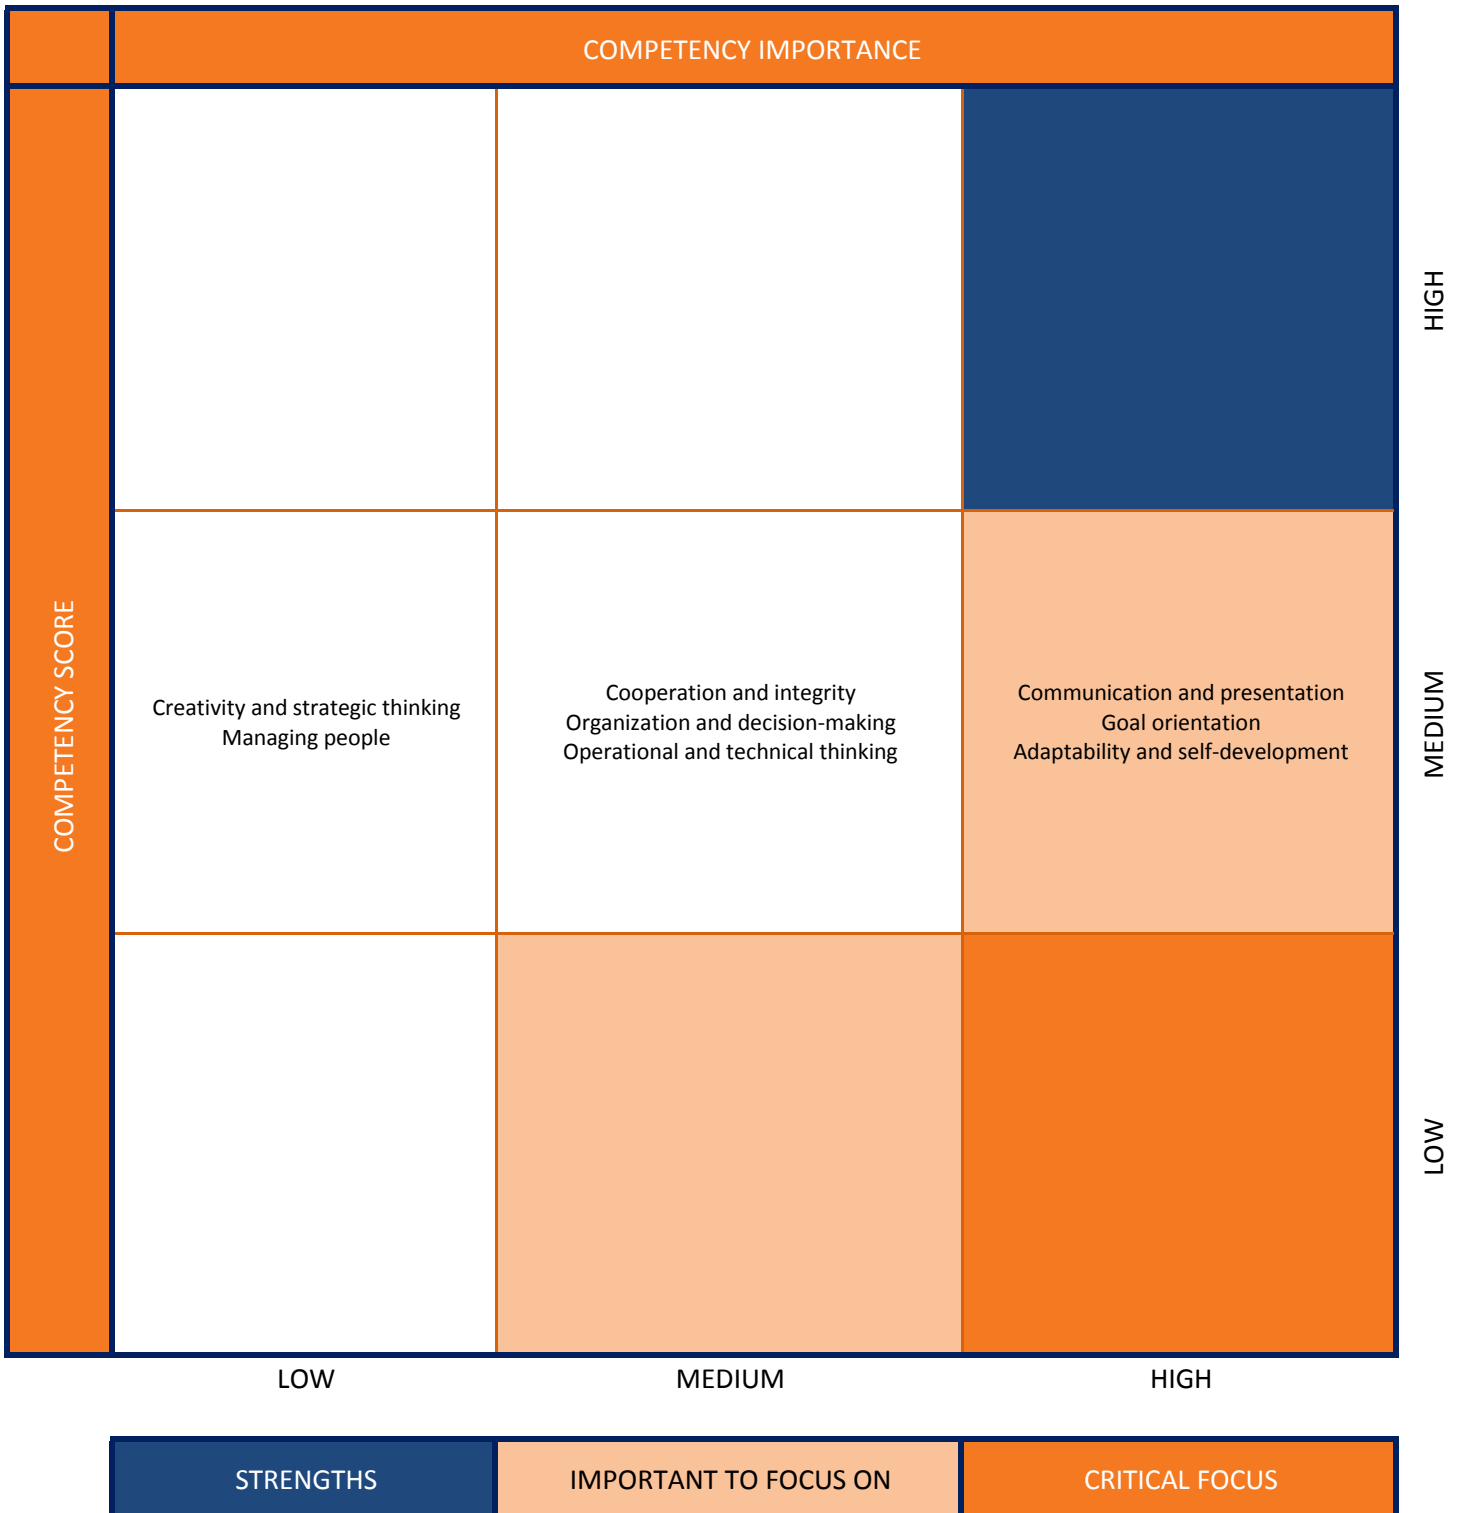 COMPETENCY IMPORTANCE
COMPETENCY SCORE
HIGH
Creativity and strategic thinking
Managing people
Cooperation and integrity
Organization and decision-making
Operational and technical thinking
Communication and presentation
Goal orientation
Adaptability and self-development
MEDIUM
LOW
LOW
MEDIUM
HIGH
STRENGTHS
IMPORTANT TO FOCUS ON
CRITICAL FOCUS